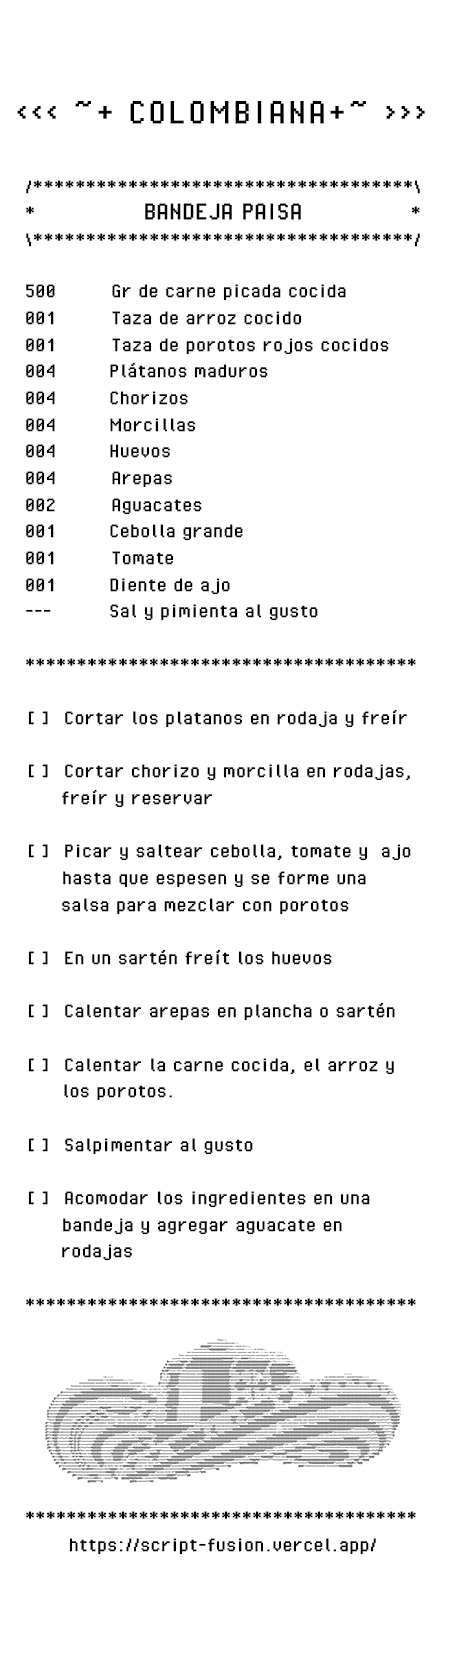 <<< ~+ COLOMBIANA+~ >>>
/************************************\
* BANDEJA PAISA *
\************************************/
500 Gr de carne picada cocida
001 Taza de arroz cocido
001 Taza de porotos rojos cocidos
004 Plátanos maduros
004 Chorizos
004 Morcillas
004 Huevos
004 Arepas
002 Aguacates
001 Cebolla grande
001 Tomate
001 Diente de ajo
--- Sal y pimienta al gusto
***************************************
[ ] Cortar los platanos en rodaja y freír
[ ] Cortar chorizo y morcilla en rodajas,
freír y reservar
[ ] Picar y saltear cebolla, tomate y  ajo
hasta que espesen y se forme una
salsa para mezclar con porotos
[ ] En un sartén freít los huevos
[ ] Calentar arepas en plancha o sartén
[ ] Calentar la carne cocida, el arroz y
los porotos.
[ ] Salpimentar al gusto
[ ] Acomodar los ingredientes en una
bandeja y agregar aguacate en
rodajas
***************************************
***************************************
https://script-fusion.vercel.app/